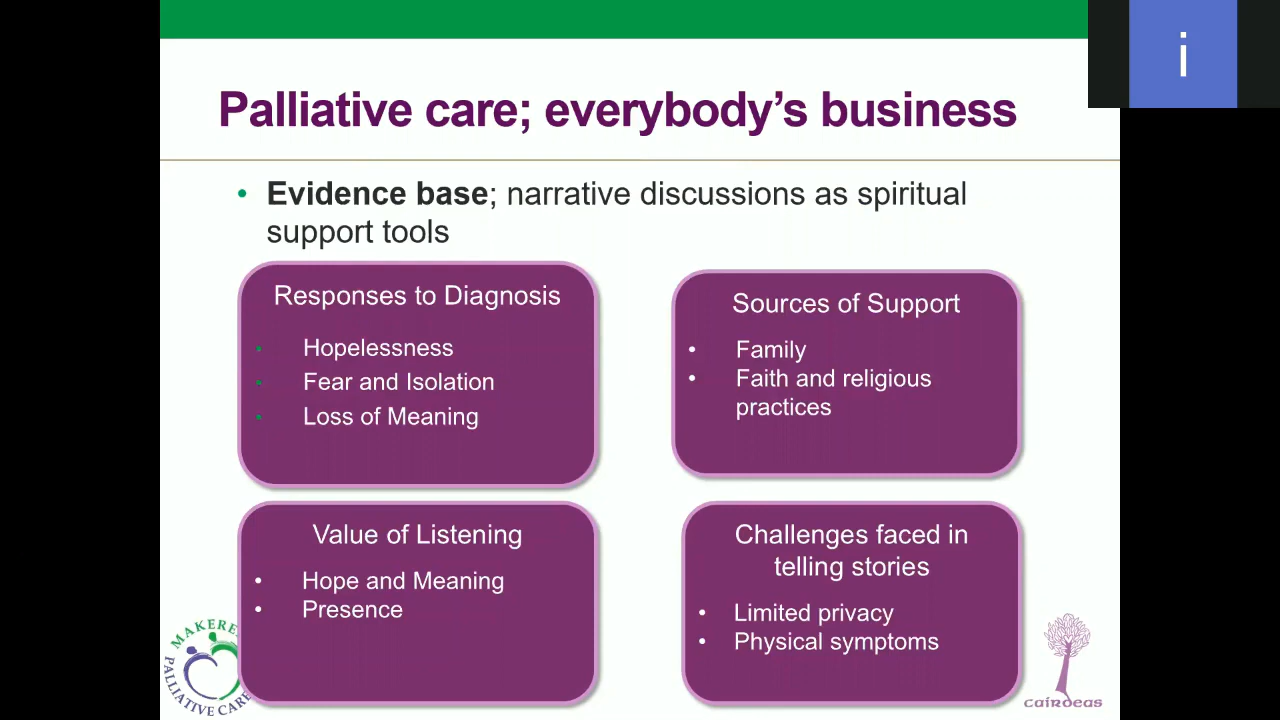 i
Palliative care; everybody’s business
• Evidence base; narrative discussions as spiritual
support tools
Responses to Diagnosis
• Hopelessness
• Fear and Isolation
• Loss of Meaning
Sources of Support
• Family
• Faith and religious
practices
Value of Listening
• Hope and Meaning
• Presence
Challenges faced in
telling stories
• Limited privacy
• Physical symptoms
PALLIATIVE CARE
cairdeas